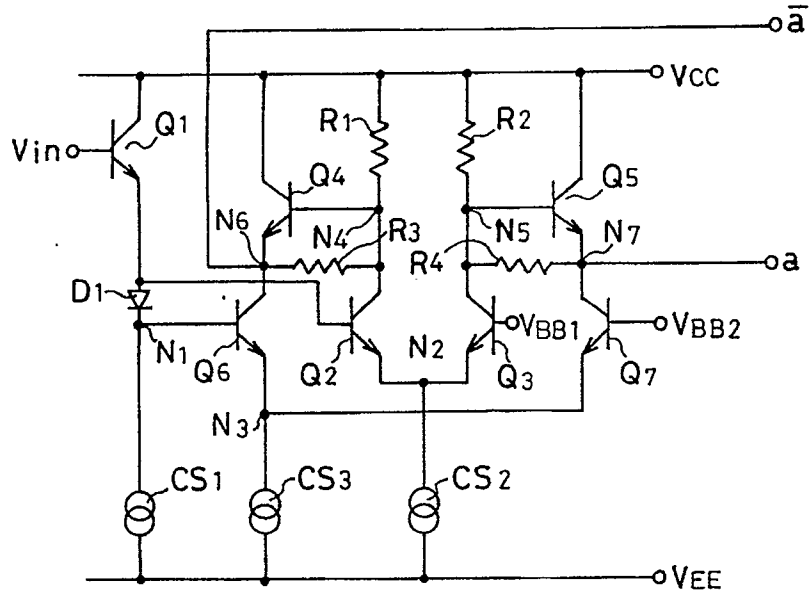 a̅
VCC
R1
R2
Vin
Q1
Q4
Q5
N6
N4
R3
N5
N7
R4
a
D1
VBB1
VBB2
N1
N2
Q6
Q2
Q3
Q7
N3
CS1
CS3
CS2
VEE